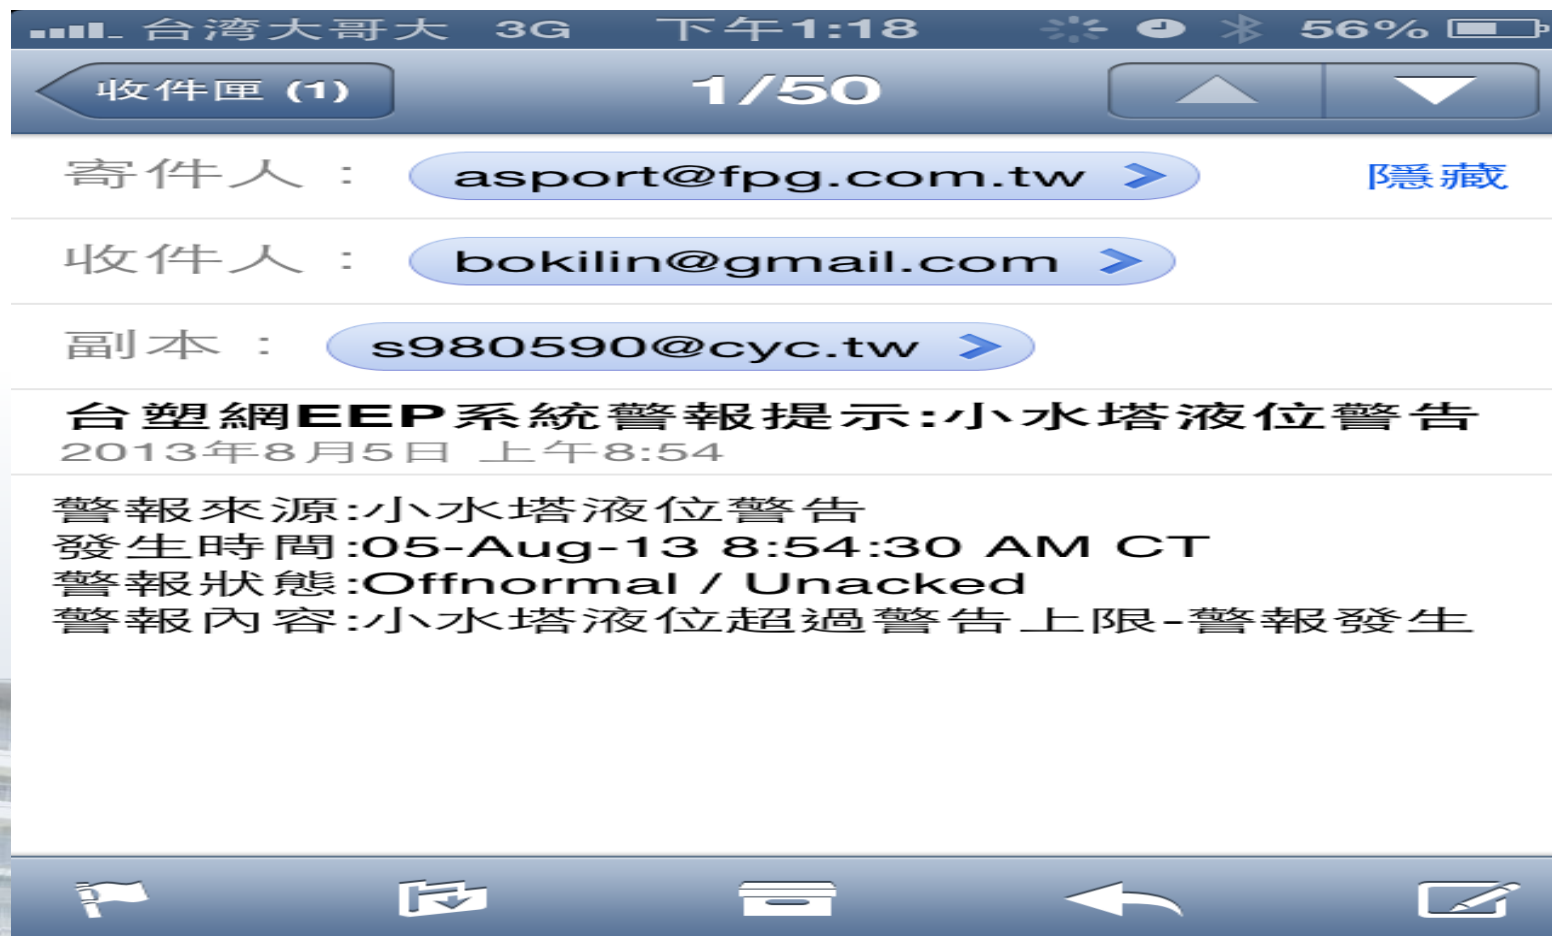 台湾大哥大 3G 下午1:18 56%
收件匣 (1) 1/50
寄件人： asport@fpg.com.tw 隱藏
收件人： bokilin@gmail.com
副本： s980590@cyc.tw
台塑網EEP系統警報提示:小水塔液位警告
2013年8月5日 上午8:54
警報來源:小水塔液位警告
發生時間:05-Aug-13 8:54:30 AM CT
警報狀態:Offnormal / Unacked
警報內容:小水塔液位超過警告上限-警報發生